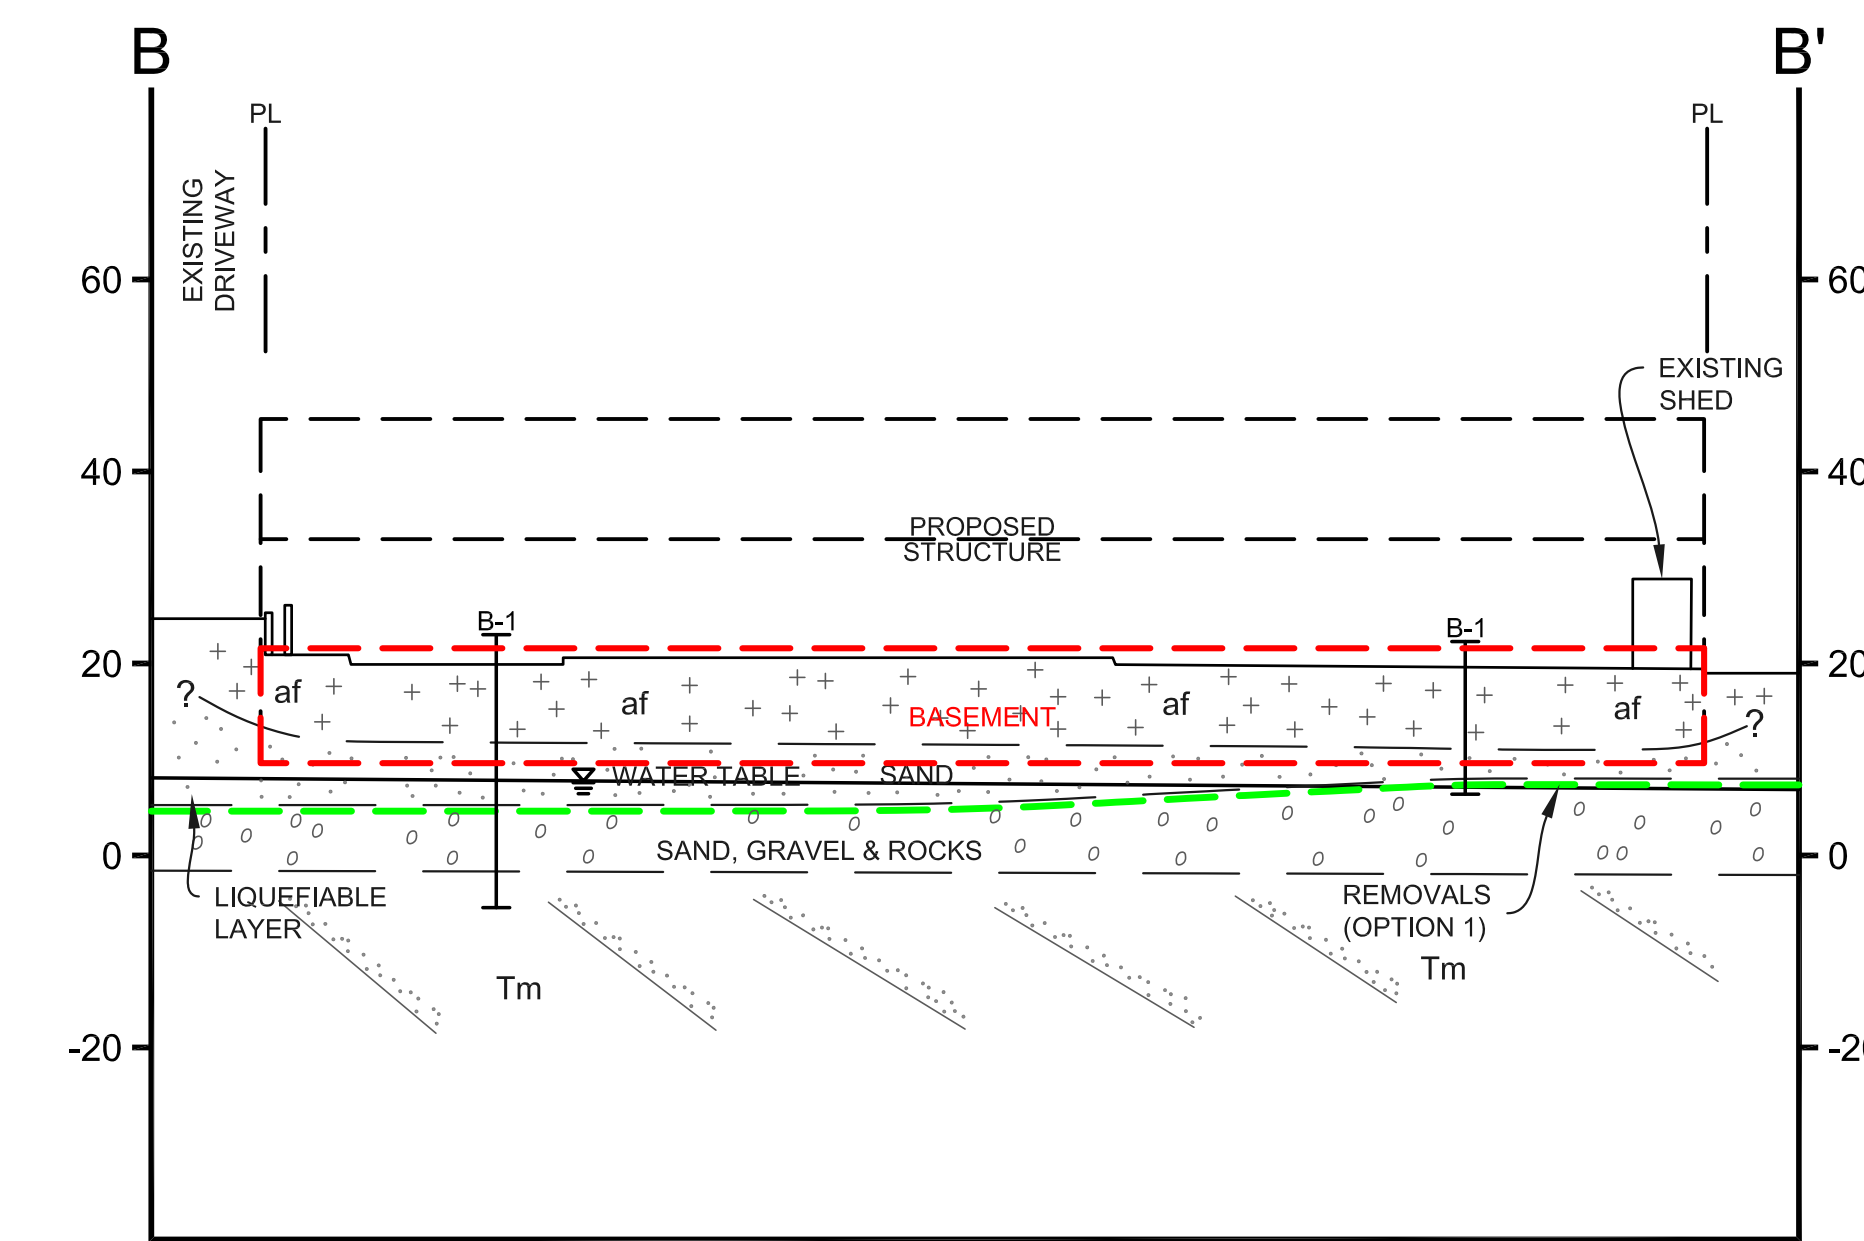 B
B'
PL
PL
EXISTING
DRIVEWAY
60
60
EXISTING
SHED
40
40
PROPOSED
STRUCTURE
B-1
B-1
20
20
?
af
af
af
af
BASEMENT
?
WATER TABLE
SAND
SAND, GRAVEL & ROCKS
0
0
LIQUEFIABLE
LAYER
REMOVALS
(OPTION 1)
Tm
Tm
-20
-20